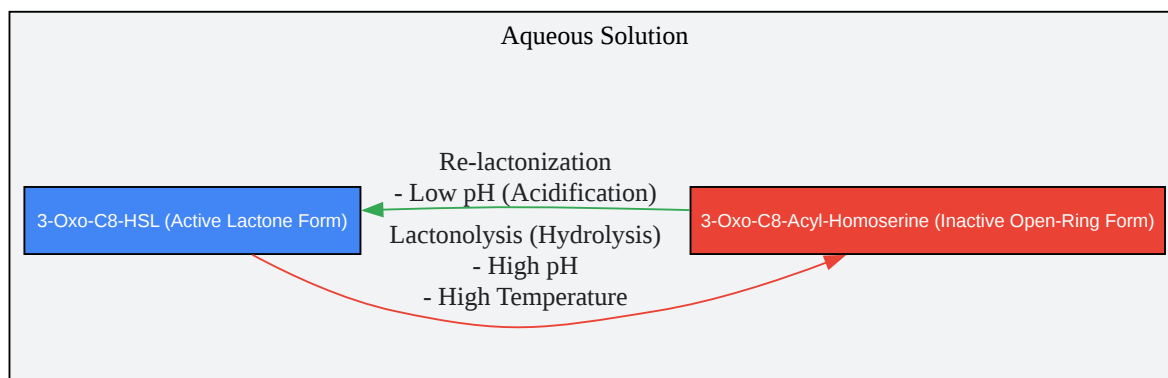 Aqueous Solution
Re-lactonization
- Low pH (Acidification)
3-Oxo-C8-HSL (Active Lactone Form)
3-Oxo-C8-Acyl-Homoserine (Inactive Open-Ring Form)
Lactonolysis (Hydrolysis)
- High pH
- High Temperature